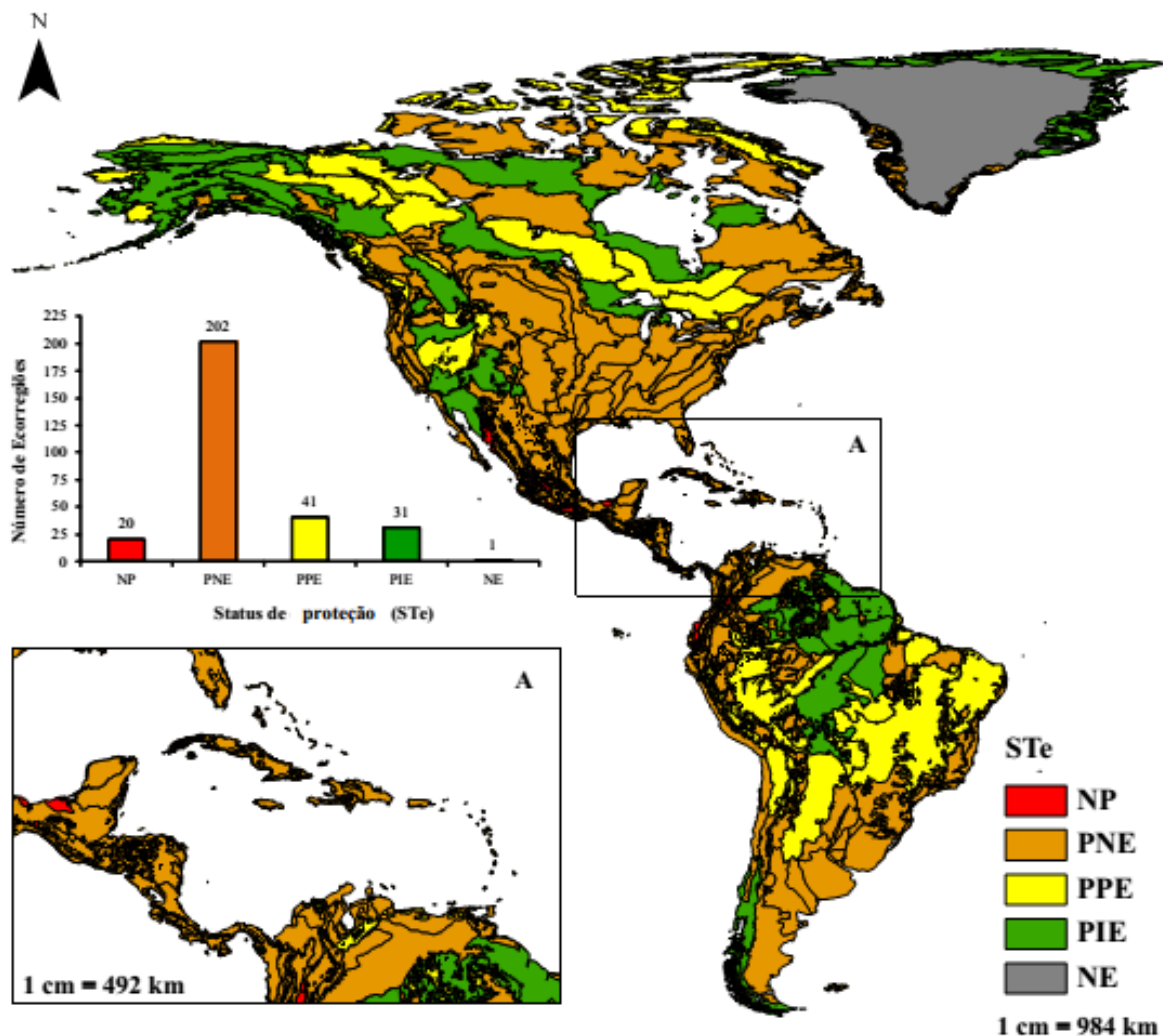 N
225
200
175
150
125
100
75
50
25
0
Número de Ecorregiões
20
202
41
31
1
NP PNE PPE PIE NE
Status de proteção (STe)
A
A
1 cm = 492 km
STe
NP
PNE
PPE
PIE
NE
1 cm = 984 km